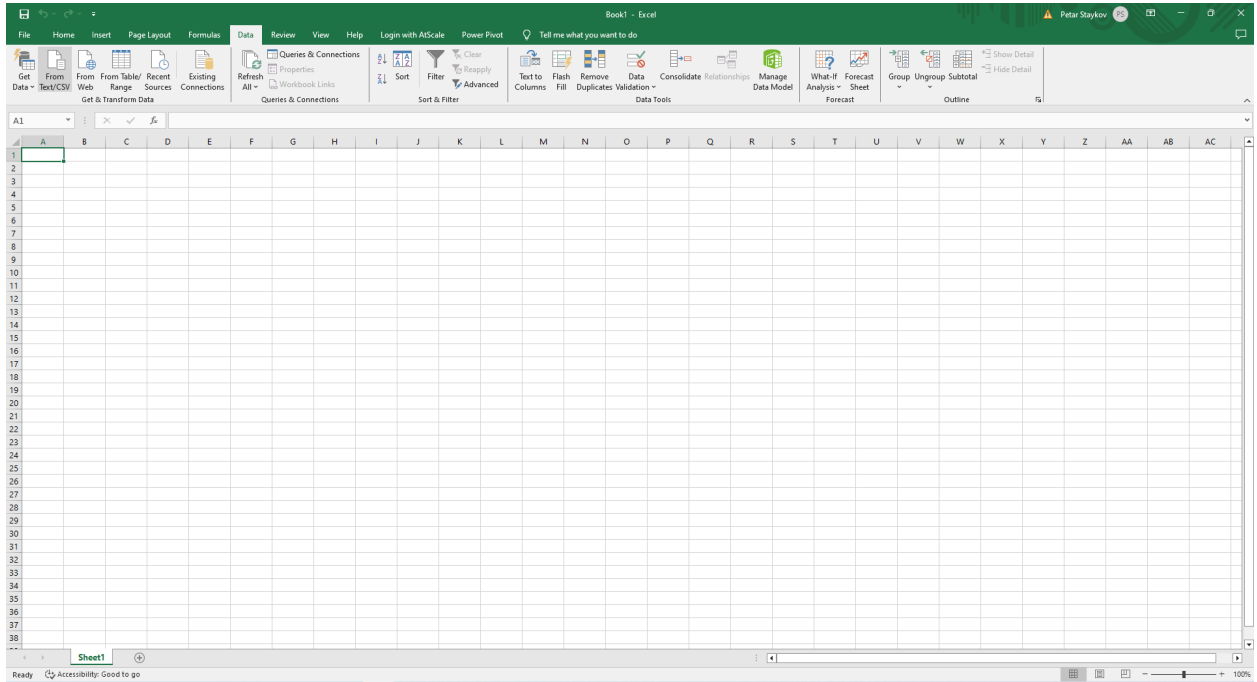 Book1 - Excel
Petar Staykov PS
File Home Insert Page Layout Formulas Data Review View Help Login with AtScale Power Pivot Tell me what you want to do
Get Data
From Text/CSV
From Web
From Table/ Range
Recent Sources
Existing Connections
Get & Transform Data
Refresh All
Queries & Connections
Properties
Workbook Links
Queries & Connections
Sort
Filter
Clear
Reapply
Advanced
Sort & Filter
Text to Columns
Flash Fill
Remove Duplicates
Data Validation
Consolidate
Relationships
Manage Data Model
Data Tools
What-If Analysis
Forecast Sheet
Forecast
Group
Ungroup
Subtotal
Show Detail
Hide Detail
Outline
A1 fx
A B C D E F G H I J K L M N O P Q R S T U V W X Y Z AA AB AC
1
2
3
4
5
6
7
8
9
10
11
12
13
14
15
16
17
18
19
20
21
22
23
24
25
26
27
28
29
30
31
32
33
34
35
36
37
38
Sheet1
Ready Accessibility: Good to go 100%